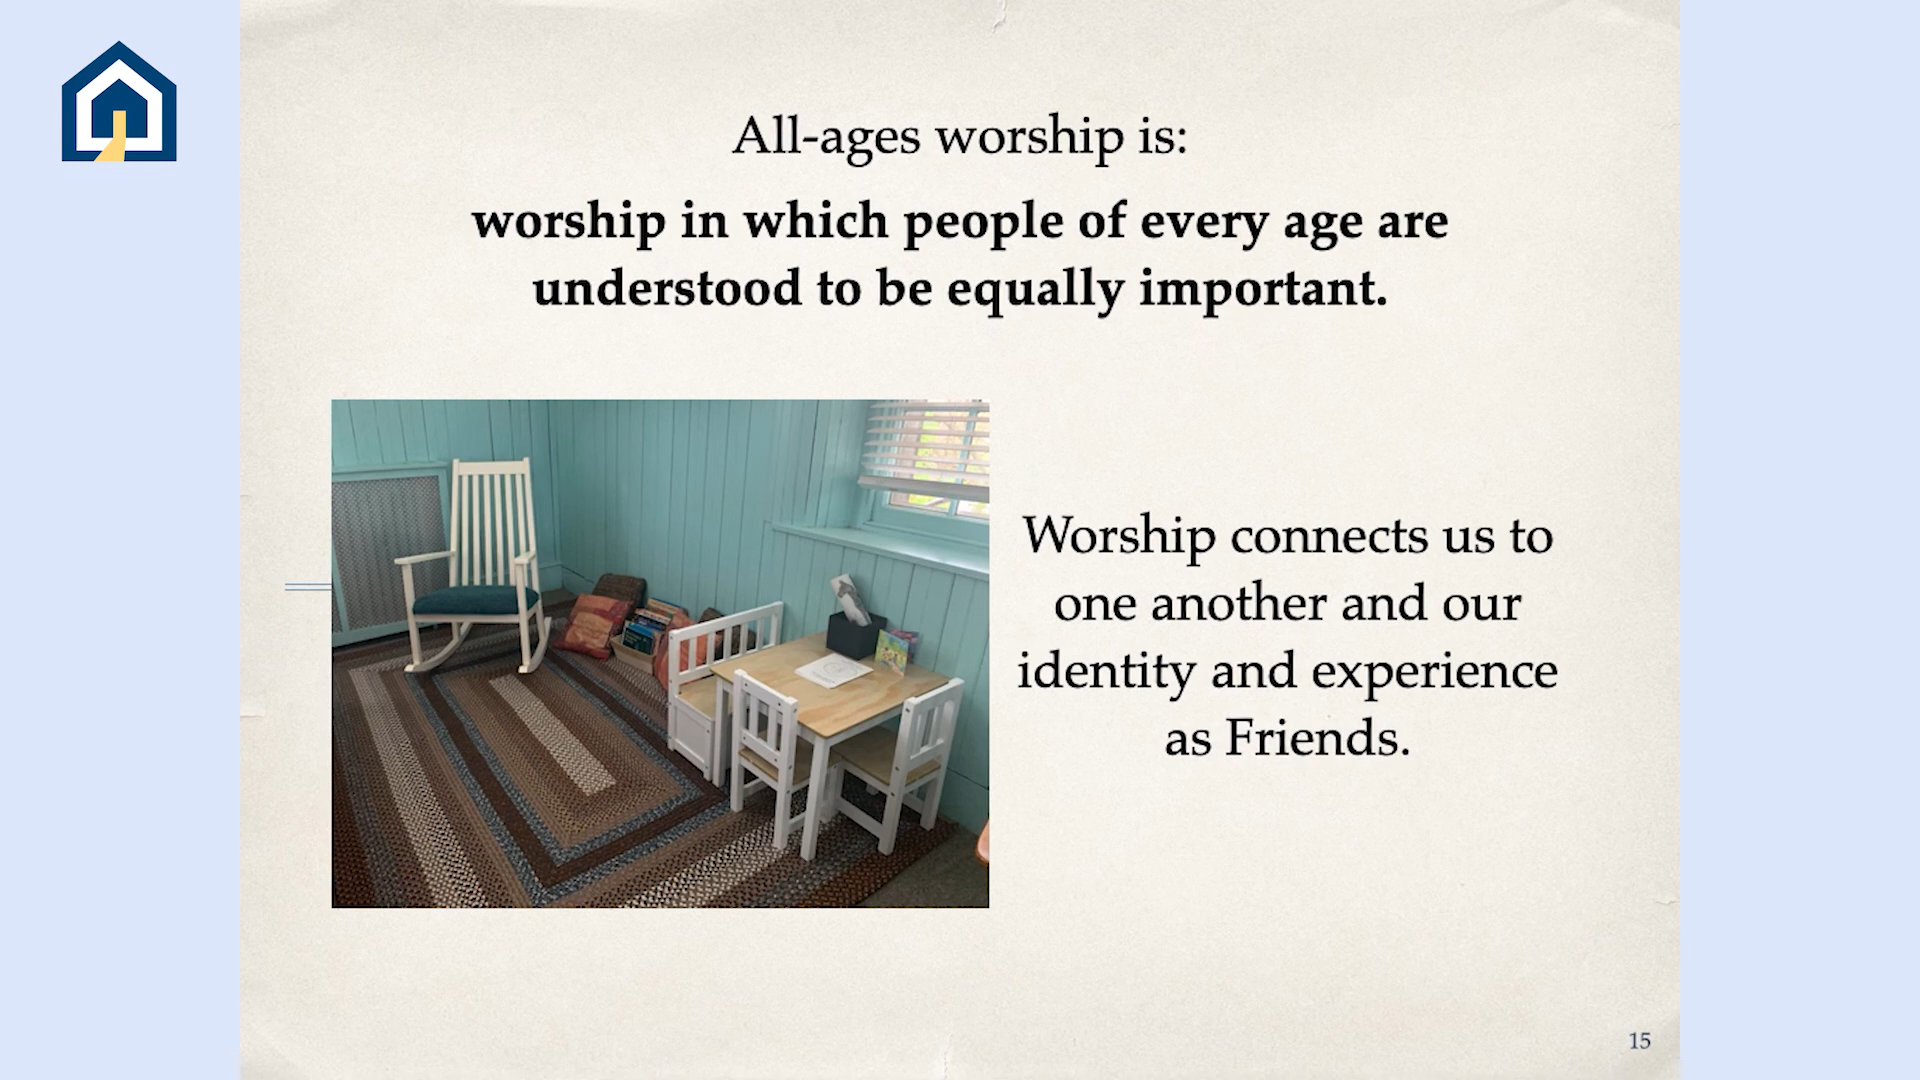 All-ages worship is:
worship in which people of every age are
understood to be equally important.
Worship connects us to
one another and our
identity and experience
as Friends.
15